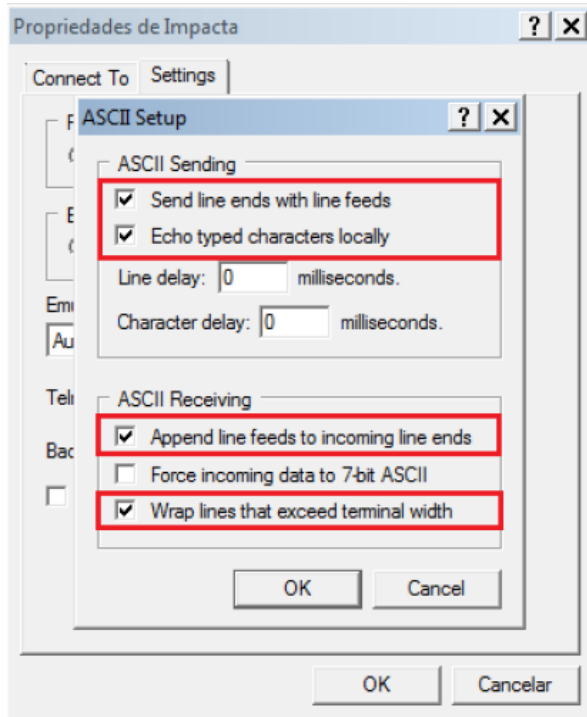 Propriedades de Impacta
Connect To Settings
ASCII Setup
ASCII Sending
Send line ends with line feeds
Echo typed characters locally
Line delay: 0 milliseconds.
Character delay: 0 milliseconds.
ASCII Receiving
Append line feeds to incoming line ends
Force incoming data to 7-bit ASCII
Wrap lines that exceed terminal width
OK Cancel
OK Cancelar